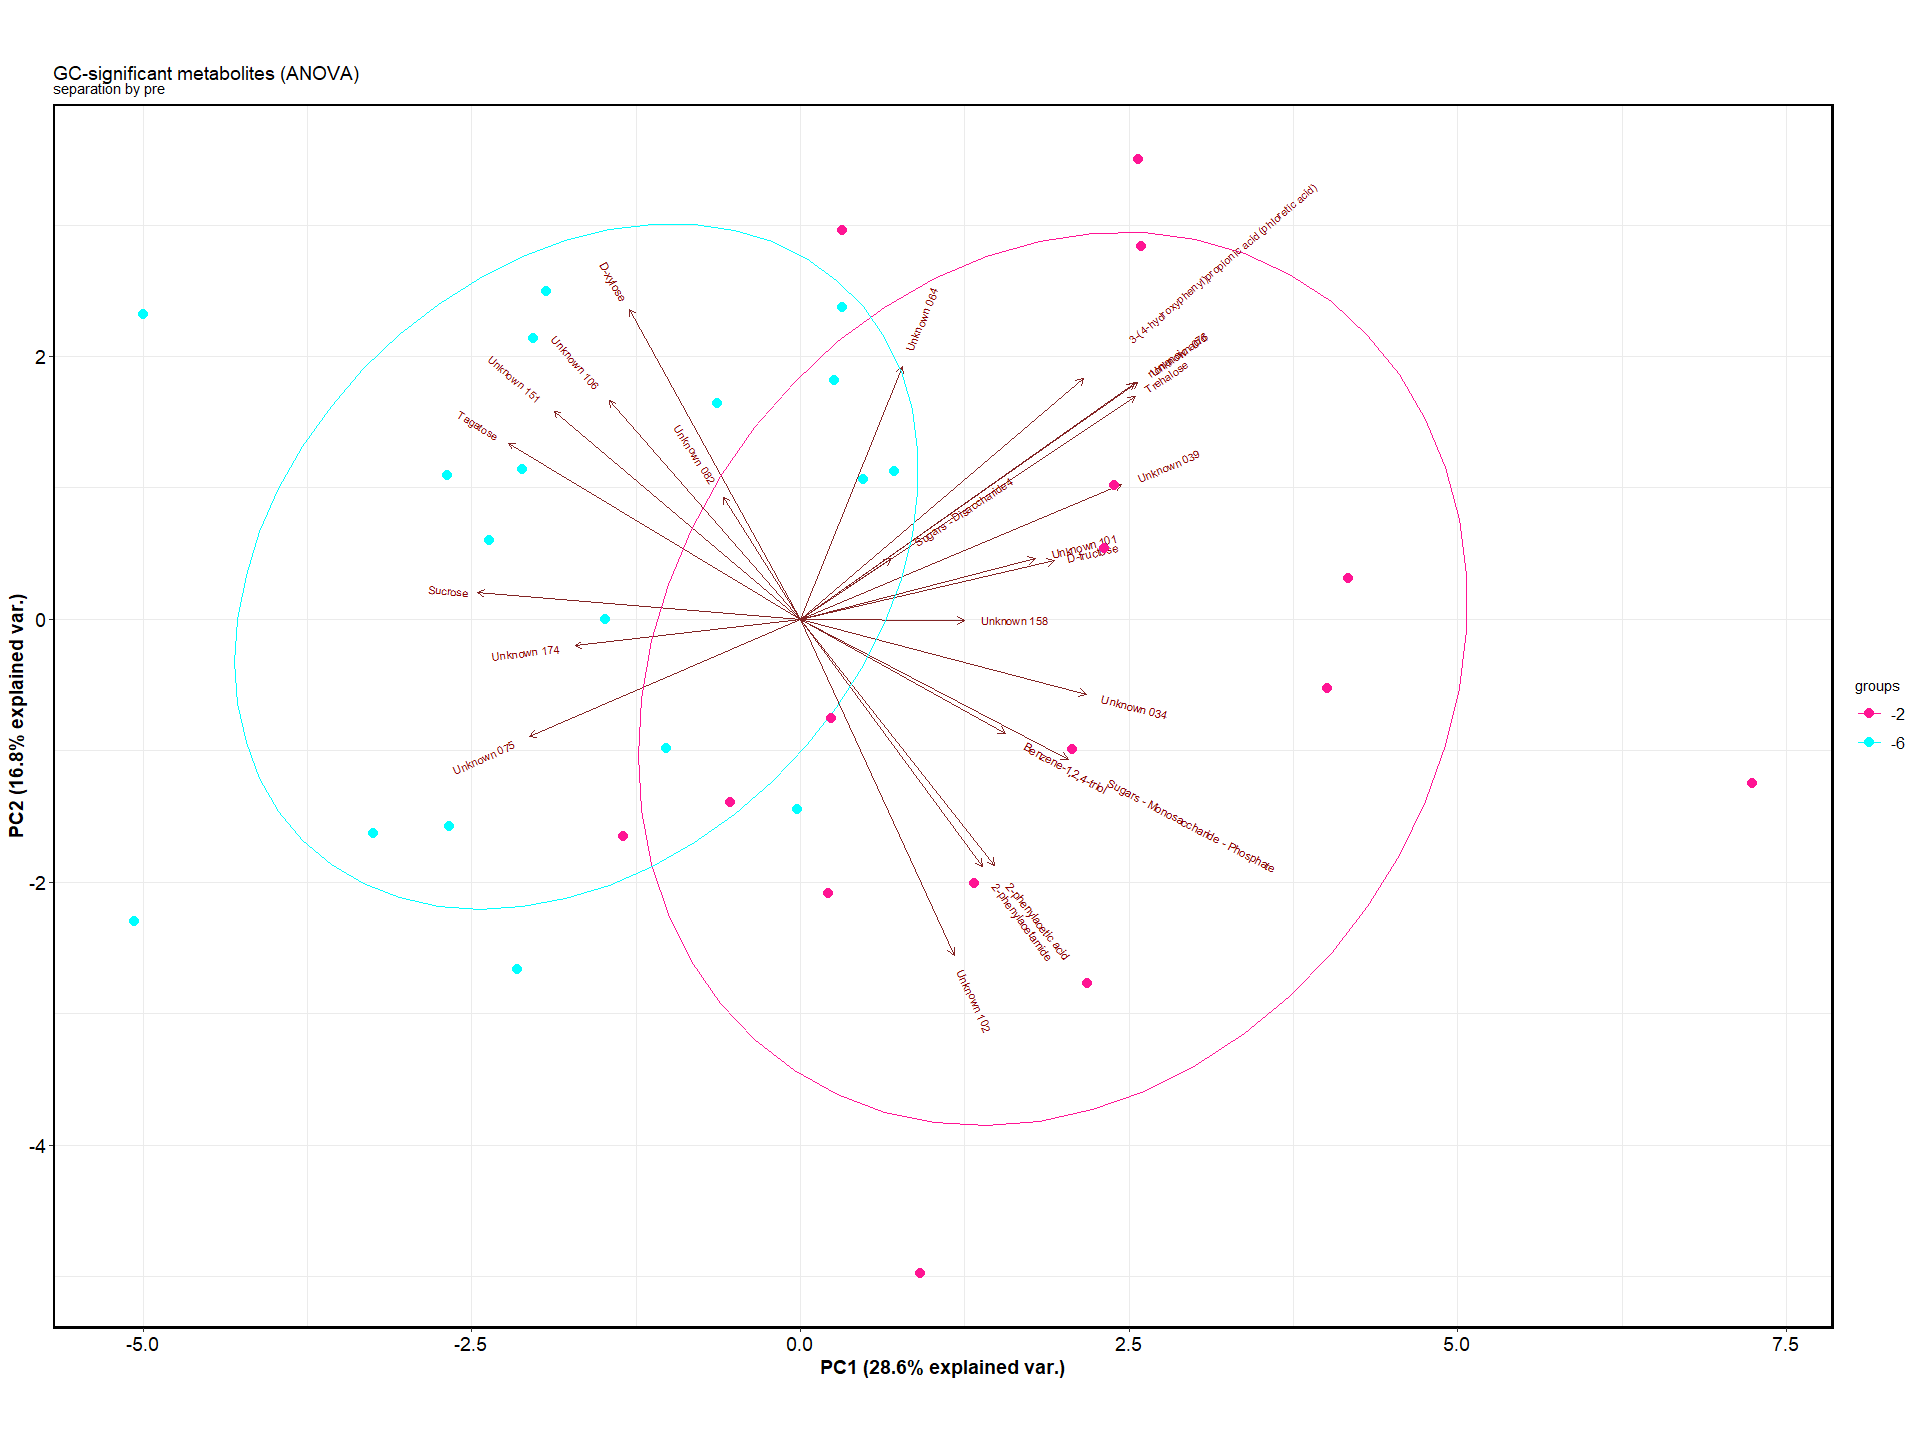 GC-significant metabolites (ANOVA)
separation by pre
3-(4-hydroxyphenyl)propionic acid (phloretic acid)
D-xylose
Unknown 064
Unknown 106
Unknown 151
Trehalose
Tagatose
Unknown 082
Unknown 039
Sugars - Disaccharide 4
Unknown 101
D-fructose
Sucrose
Unknown 158
Unknown 174
Unknown 034
Unknown 075
Benzene-1,2,4-triol
Sugars - Monosaccharide - Phosphate
2-phenylacetic acid
2-phenylacetamide
Unknown 102
groups
-2
-6
2
0
-2
-4
PC2 (16.8% explained var.)
-5.0 -2.5 0.0 2.5 5.0 7.5
PC1 (28.6% explained var.)